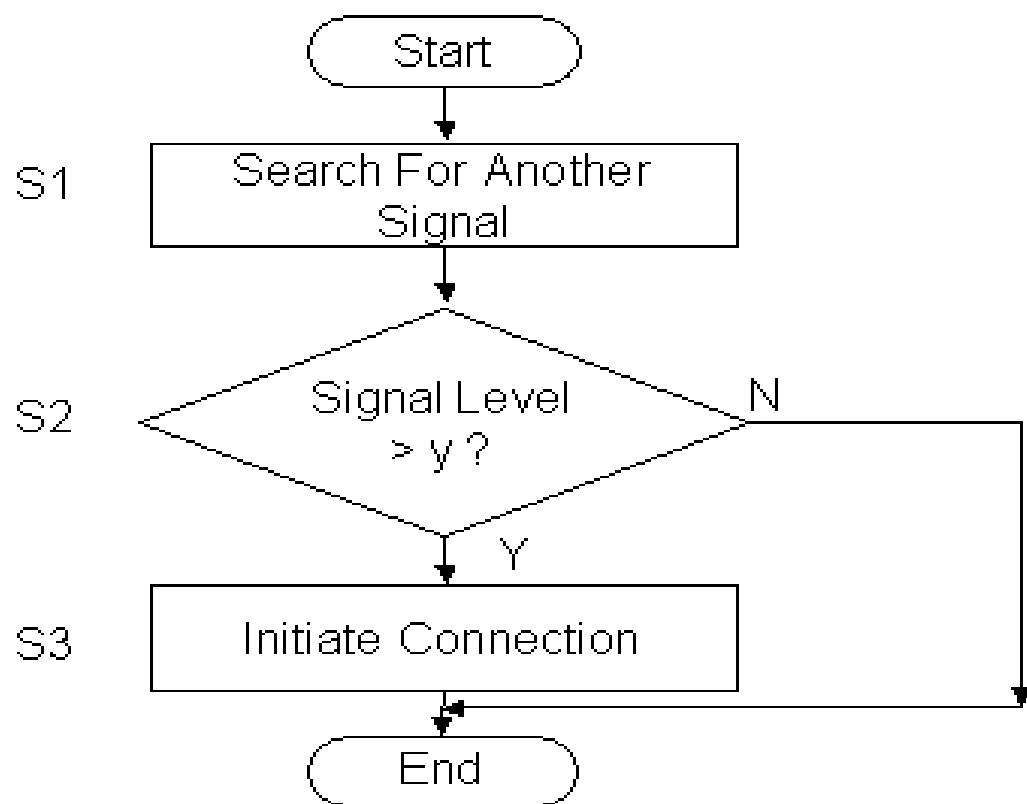 Start
S1
Search For Another
Signal
S2
Signal Level
> y ?
N
Y
S3
Initiate Connection
End